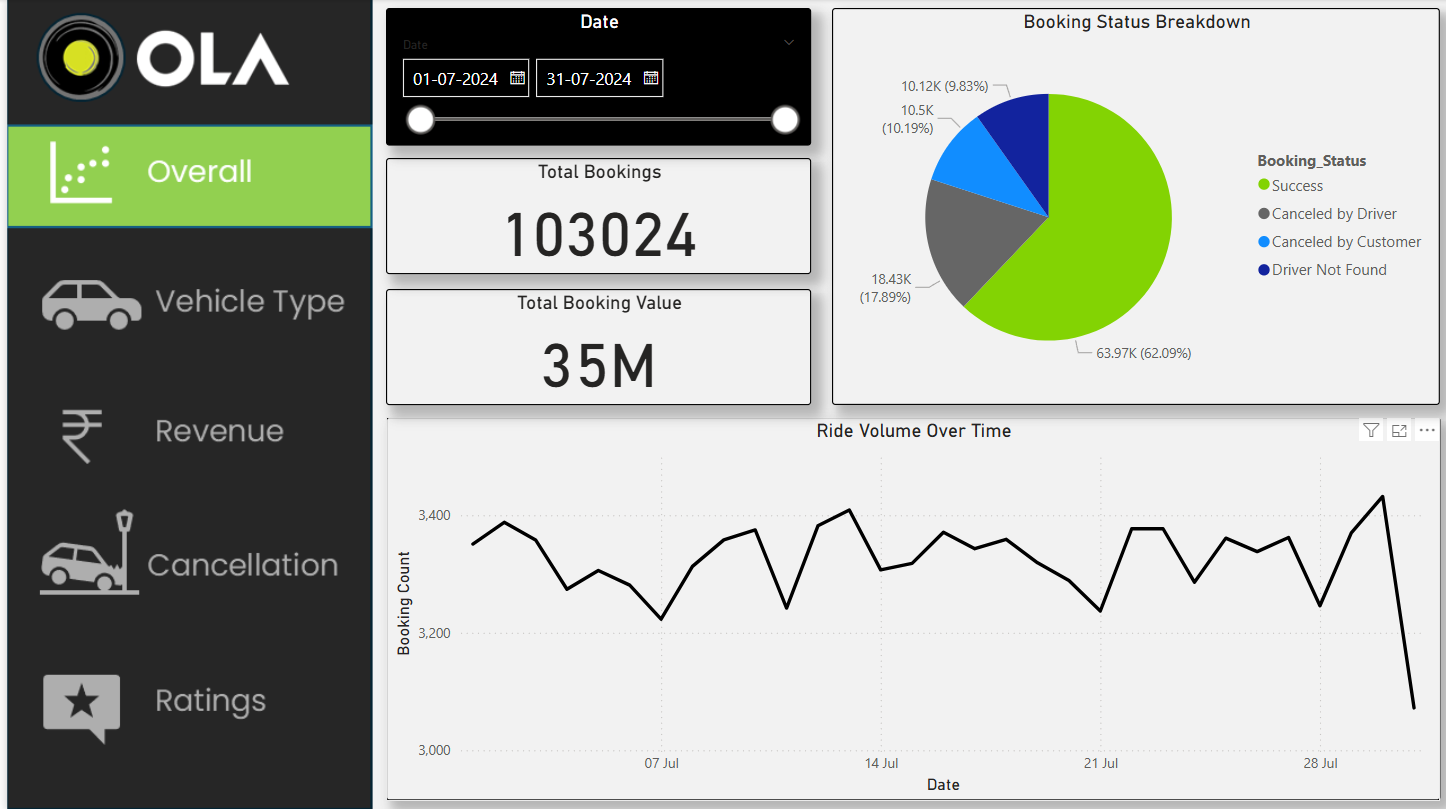 OLA
Overall
Vehicle Type
Revenue
Cancellation
Ratings
Date
Date
01-07-2024
31-07-2024
Total Bookings
103024
Total Booking Value
35M
Booking Status Breakdown
10.12K (9.83%)
10.5K
(10.19%)
18.43K
(17.89%)
63.97K (62.09%)
Booking_Status
Success
Canceled by Driver
Canceled by Customer
Driver Not Found
Ride Volume Over Time
Booking Count
3,400
3,200
3,000
07 Jul
14 Jul
21 Jul
28 Jul
Date